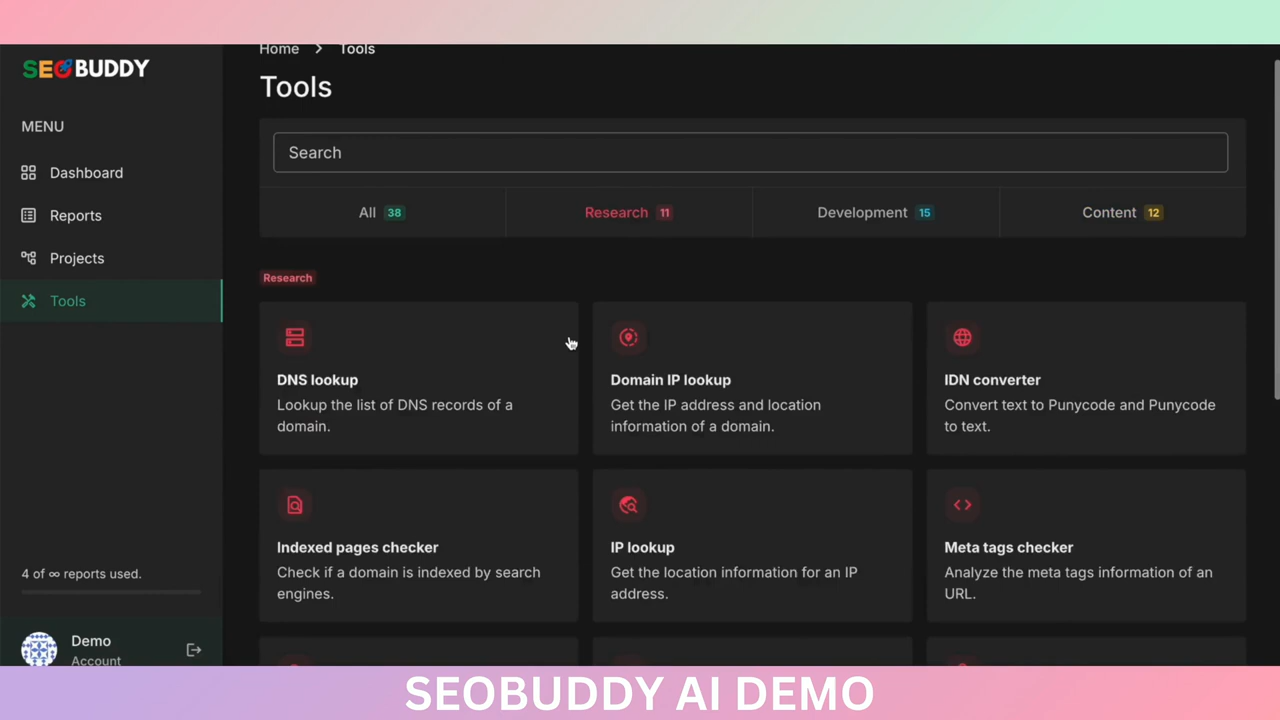 Home > Tools
SEOBUDDY
Tools
MENU
Search
Dashboard
All 38
Research 11
Development 15
Content 12
Reports
Projects
Research
Tools
DNS lookup
Lookup the list of DNS records of a
domain.
Domain IP lookup
Get the IP address and location
information of a domain.
IDN converter
Convert text to Punycode and Punycode
to text.
Indexed pages checker
Check if a domain is indexed by search
engines.
IP lookup
Get the location information for an IP
address.
Meta tags checker
Analyze the meta tags information of an
URL.
4 of ∞ reports used.
Demo
Account
SEOBUDDY AI DEMO